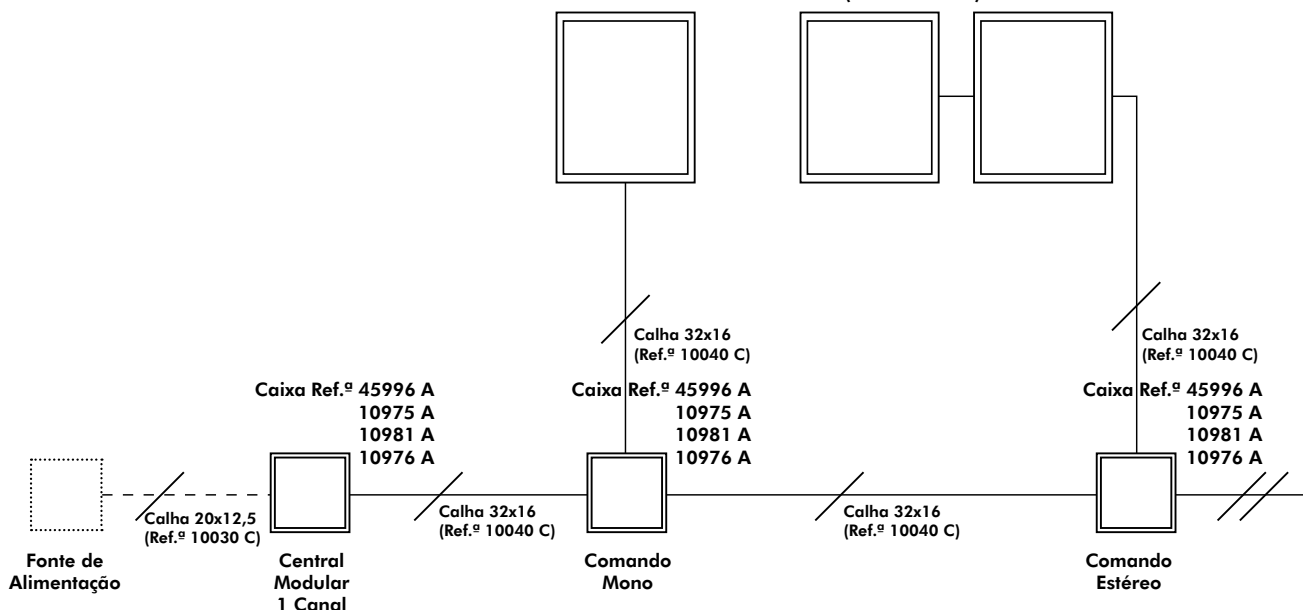 Calha 32x16
(Ref.ª 10040 C)
Calha 32x16
(Ref.ª 10040 C)
Caixa Ref.ª 45996 A
10975 A
10981 A
10976 A
Caixa Ref.ª 45996 A
10975 A
10981 A
10976 A
Caixa Ref.ª 45996 A
10975 A
10981 A
10976 A
Calha 20x12,5
(Ref.ª 10030 C)
Calha 32x16
(Ref.ª 10040 C)
Calha 32x16
(Ref.ª 10040 C)
Fonte de
Alimentação
Central
Modular
1 Canal
Comando
Mono
Comando
Estéreo